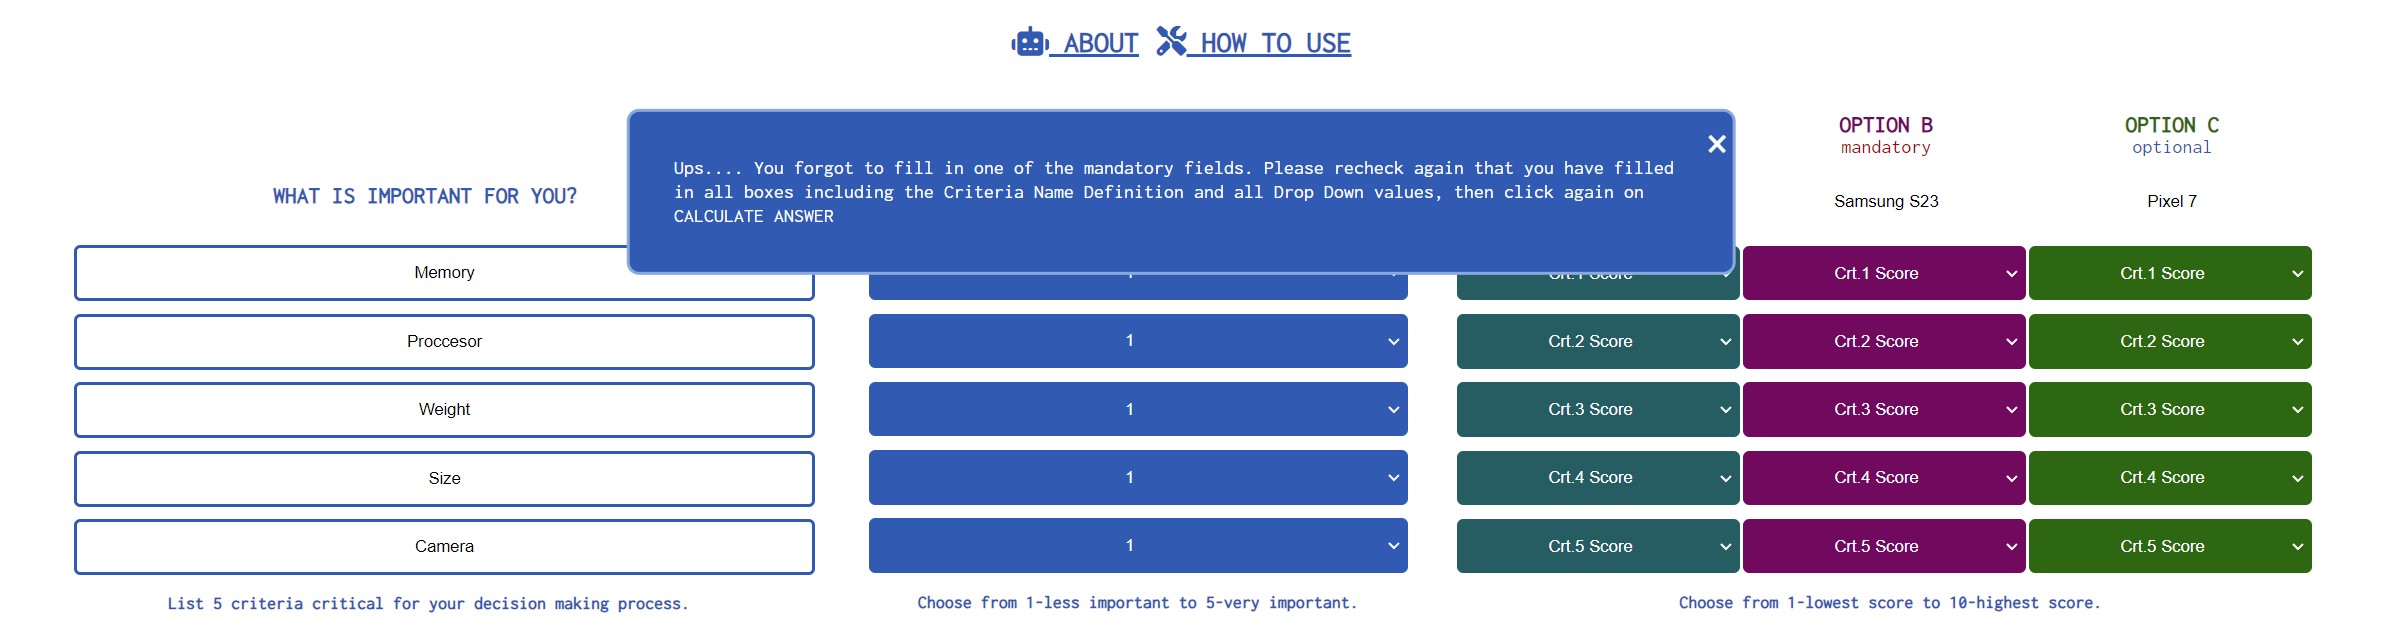 ABOUT HOW TO USE
Ups.... You forgot to fill in one of the mandatory fields. Please recheck again that you have filled
in all boxes including the Criteria Name Definition and all Drop Down values, then click again on
CALCULATE ANSWER
OPTION B
mandatory
OPTION C
optional
WHAT IS IMPORTANT FOR YOU?
Samsung S23
Pixel 7
Memory
Crt.1 Score
Crt.1 Score
Crt.1 Score
Proccesor
1
Crt.2 Score
Crt.2 Score
Crt.2 Score
Weight
1
Crt.3 Score
Crt.3 Score
Crt.3 Score
Size
1
Crt.4 Score
Crt.4 Score
Crt.4 Score
Camera
1
Crt.5 Score
Crt.5 Score
Crt.5 Score
List 5 criteria critical for your decision making process.
Choose from 1-less important to 5-very important.
Choose from 1-lowest score to 10-highest score.